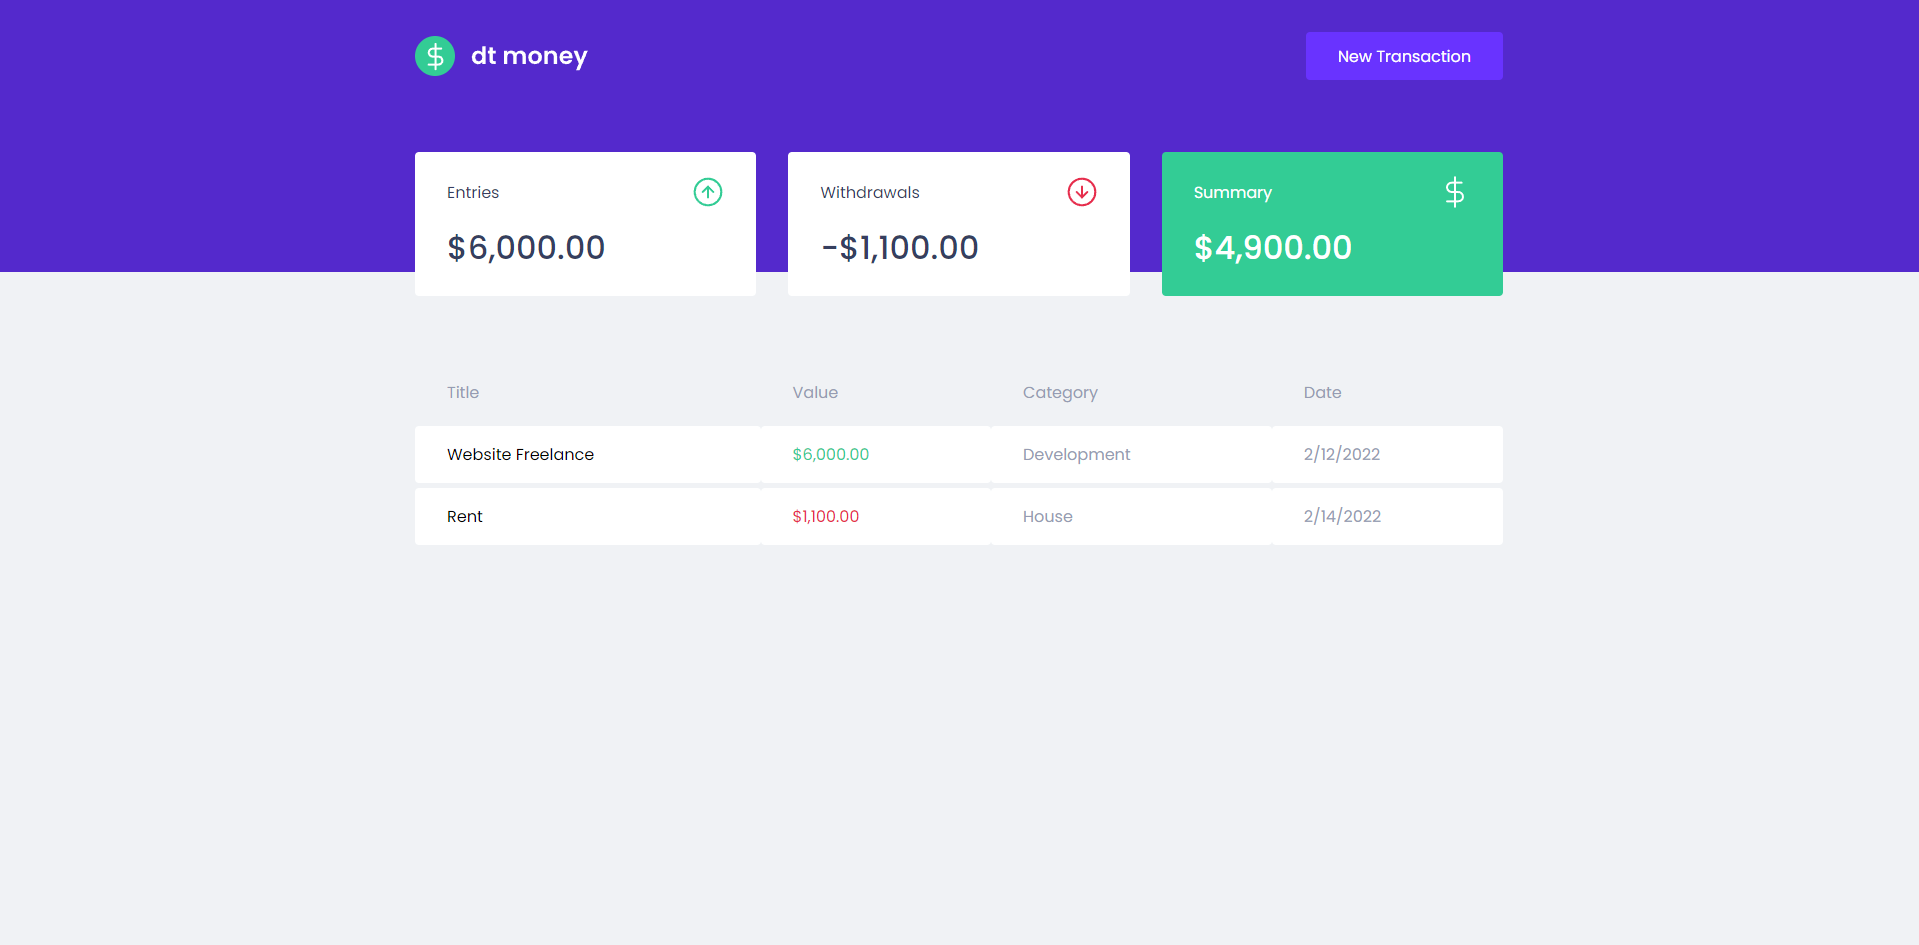 dt money
New Transaction
Entries
$6,000.00
Withdrawals
-$1,100.00
Summary
$4,900.00
Title Value Category Date
Website Freelance $6,000.00 Development 2/12/2022
Rent $1,100.00 House 2/14/2022